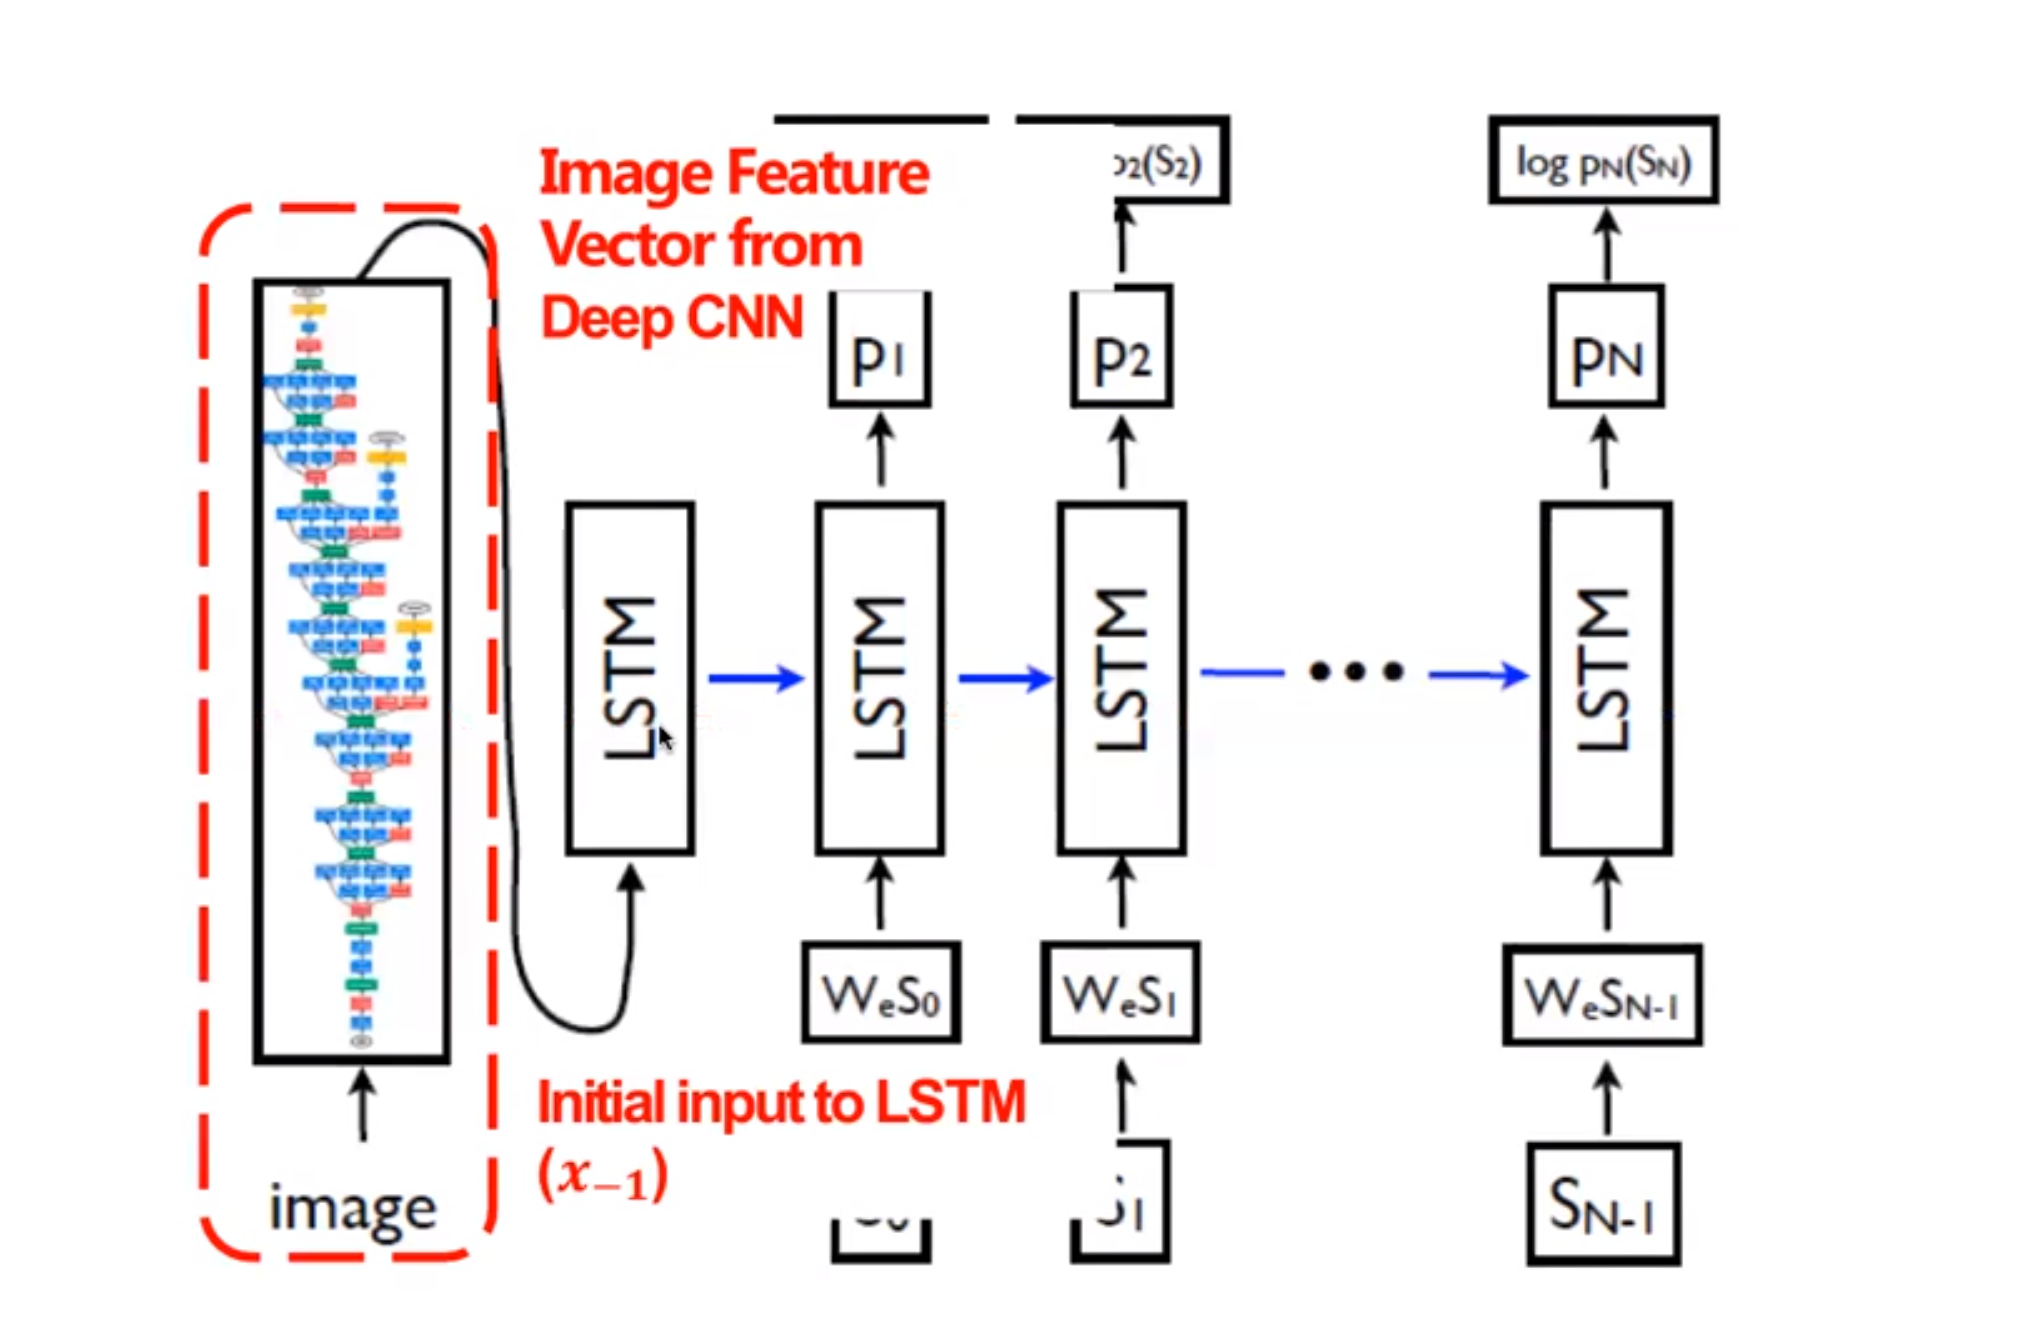 Image Feature
Vector from
Deep CNN
log pN(SN)
p1
p2
pN
LSTM
LSTM
LSTM
LSTM
WeS0
WeS1
WeSN-1
Initial input to LSTM
(x−1)
image
SN-1